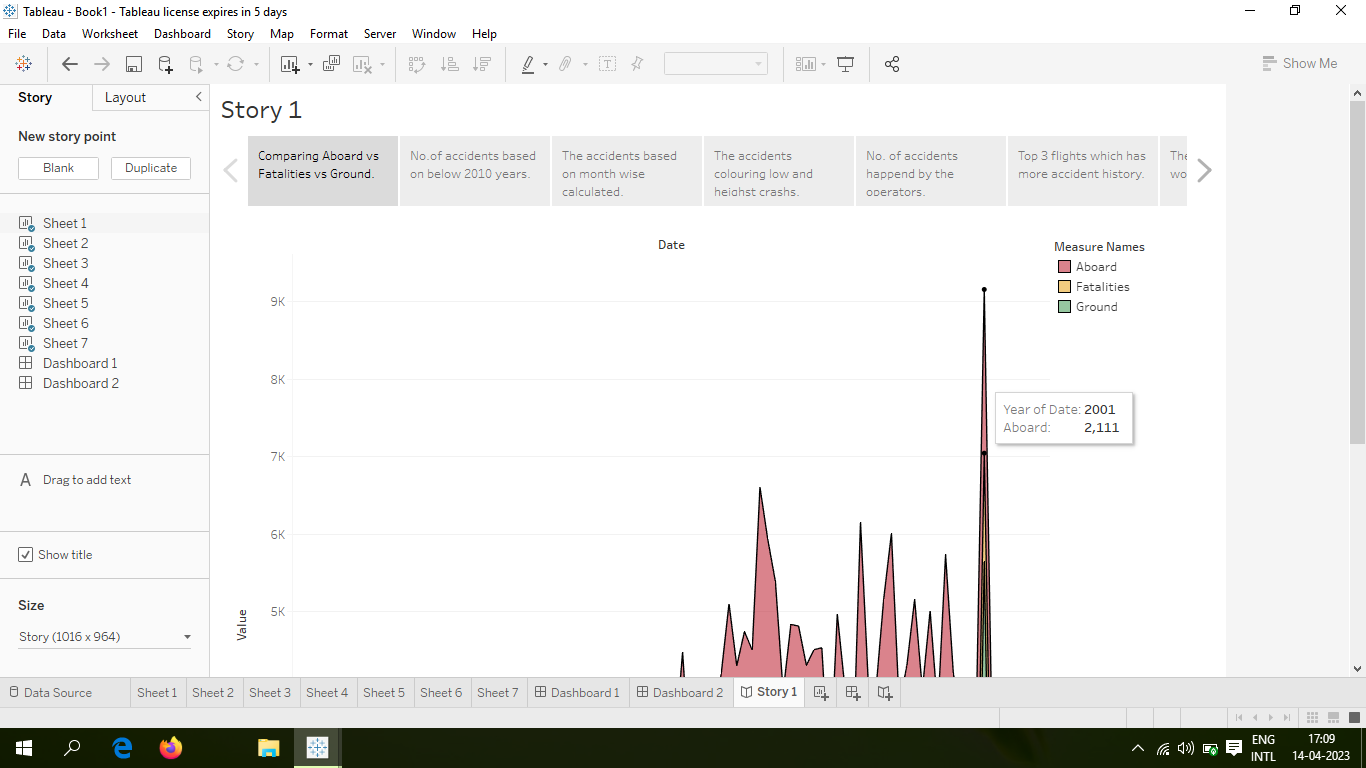 Tableau - Book1 - Tableau license expires in 5 days
File Data Worksheet Dashboard Story Map Format Server Window Help
Show Me
Story Layout
New story point
Blank Duplicate
Sheet 1
Sheet 2
Sheet 3
Sheet 4
Sheet 5
Sheet 6
Sheet 7
Dashboard 1
Dashboard 2
A Drag to add text
Show title
Size
Story (1016 x 964)
Story 1
Comparing Aboard vs
Fatalities vs Ground.
No.of accidents based
on below 2010 years.
The accidents based
on month wise
calculated.
The accidents
colouring low and
heighst crashs.
No. of accidents
happend by the
operators.
Top 3 flights which has
more accident history.
The
wo
Date
9K
8K
7K
6K
5K
Value
Year of Date: 2001
Aboard: 2,111
Measure Names
Aboard
Fatalities
Ground
Data Source Sheet 1 Sheet 2 Sheet 3 Sheet 4 Sheet 5 Sheet 6 Sheet 7 Dashboard 1 Dashboard 2 Story 1
ENG
INTL
17:09
14-04-2023